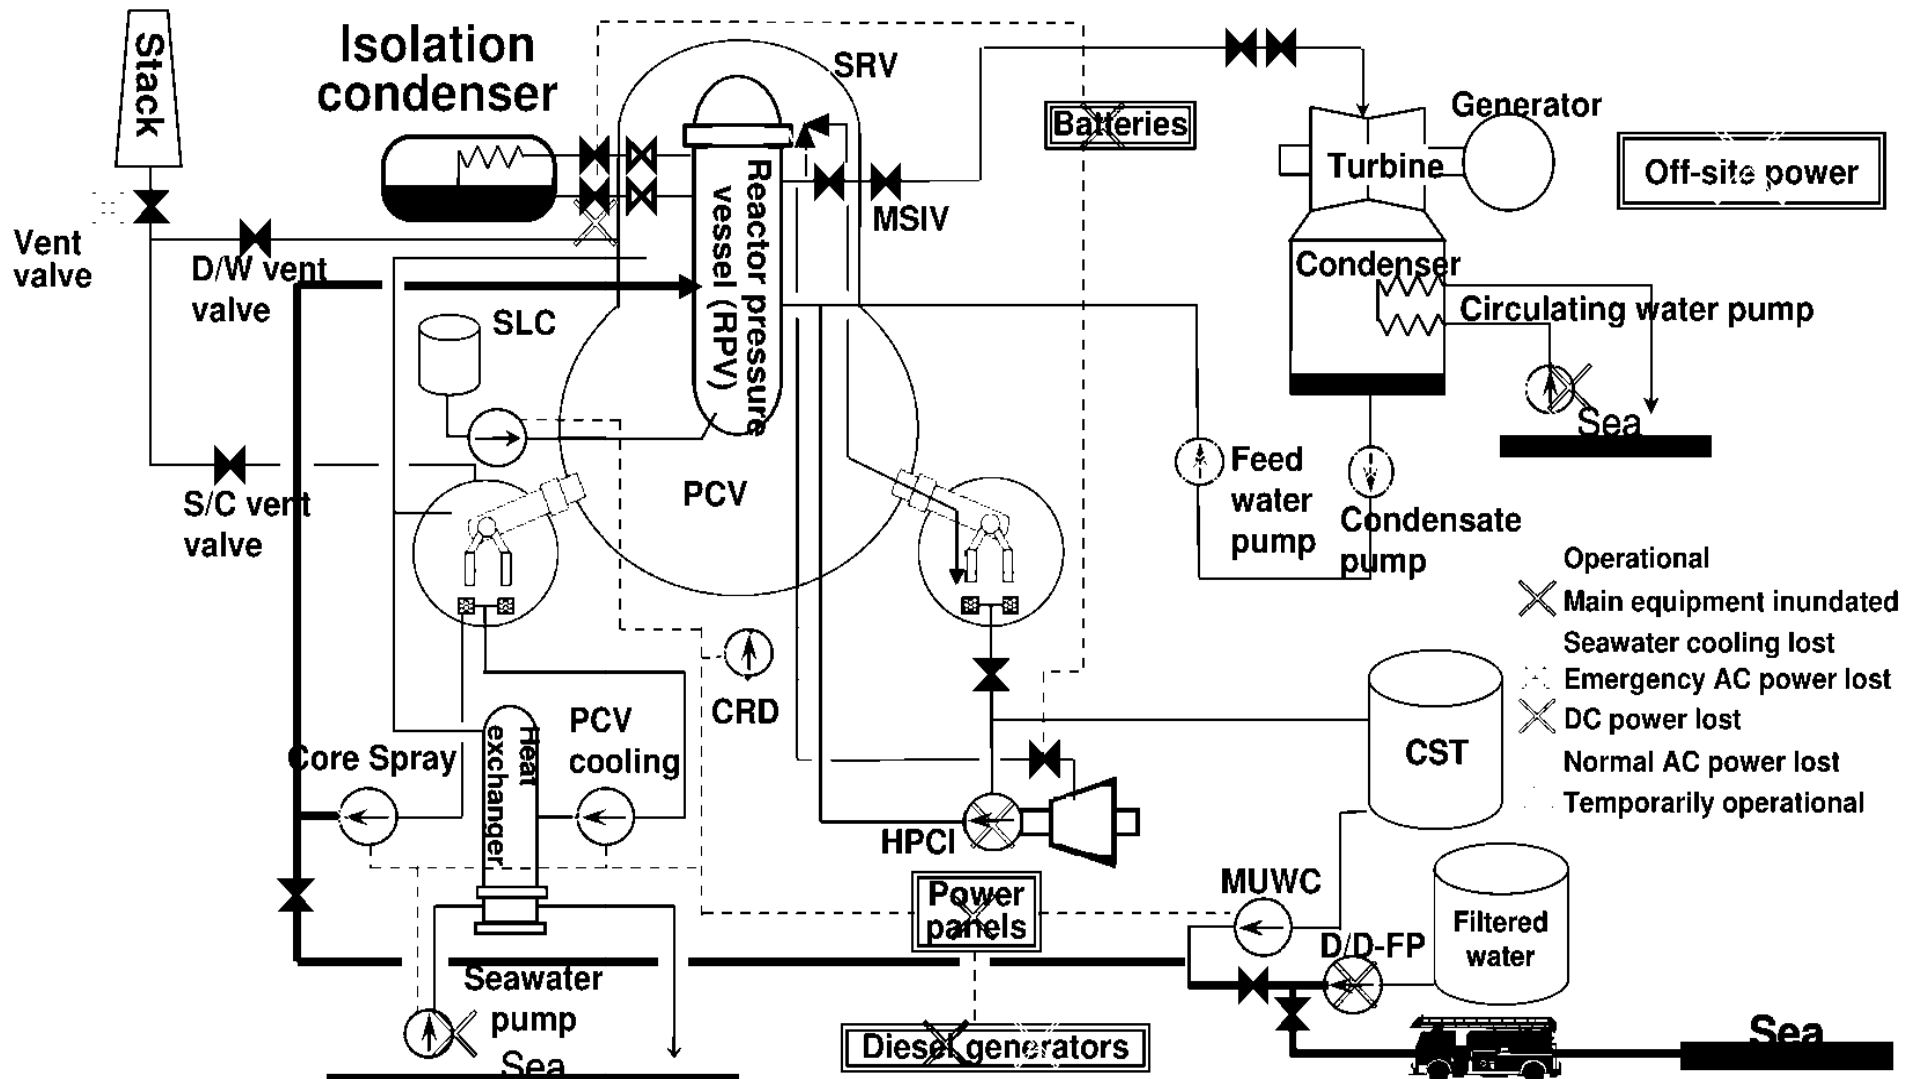 Stack
Isolation
condenser
SRV
Batteries
Generator
Turbine
Off-site power
Reactor pressure
vessel (RPV)
MSIV
Vent
valve
D/W vent
valve
Condenser
Circulating water pump
SLC
Sea
PCV
Feed
water
pump
Condensate
pump
S/C vent
valve
Operational
Main equipment inundated
Seawater cooling lost
Emergency AC power lost
DC power lost
Normal AC power lost
Temporarily operational
CRD
PCV
cooling
Core Spray
Heat
exchanger
CST
HPCI
Power
panels
MUWC
D/D-FP
Filtered
water
Seawater
pump
Sea
Diesel generators
Sea